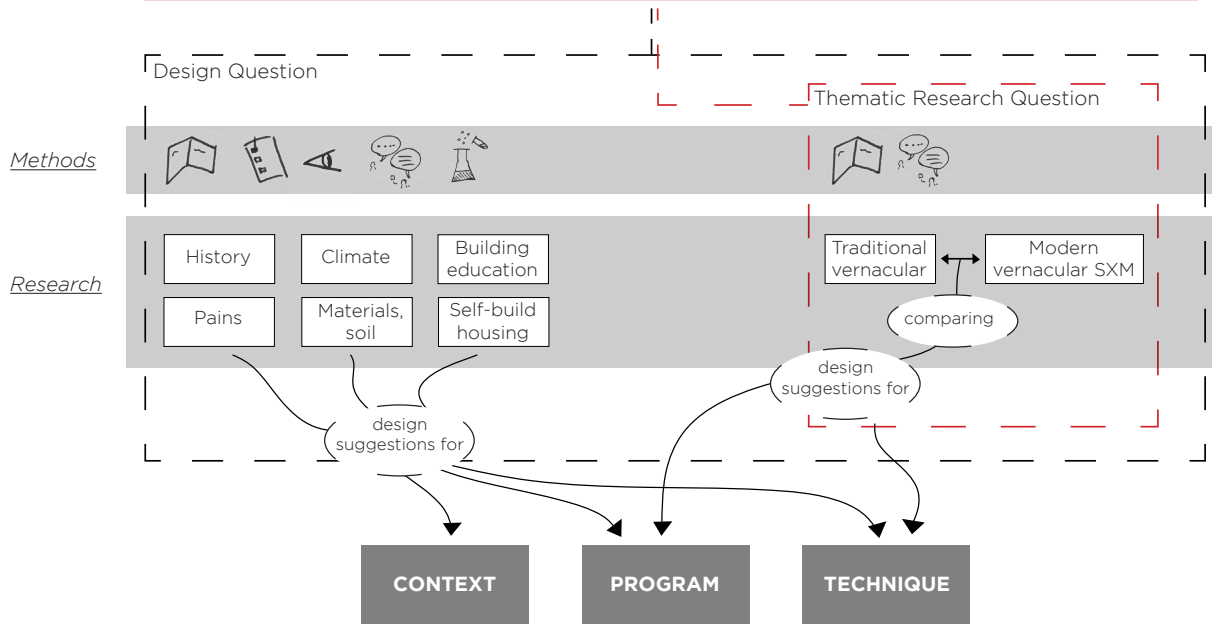 Design Question
Thematic Research Question
Methods
Research
History
Climate
Building
education
Pains
Materials,
soil
Self-build
housing
Traditional
vernacular
Modern
vernacular SXM
comparing
design
suggestions for
design
suggestions for
CONTEXT
PROGRAM
TECHNIQUE